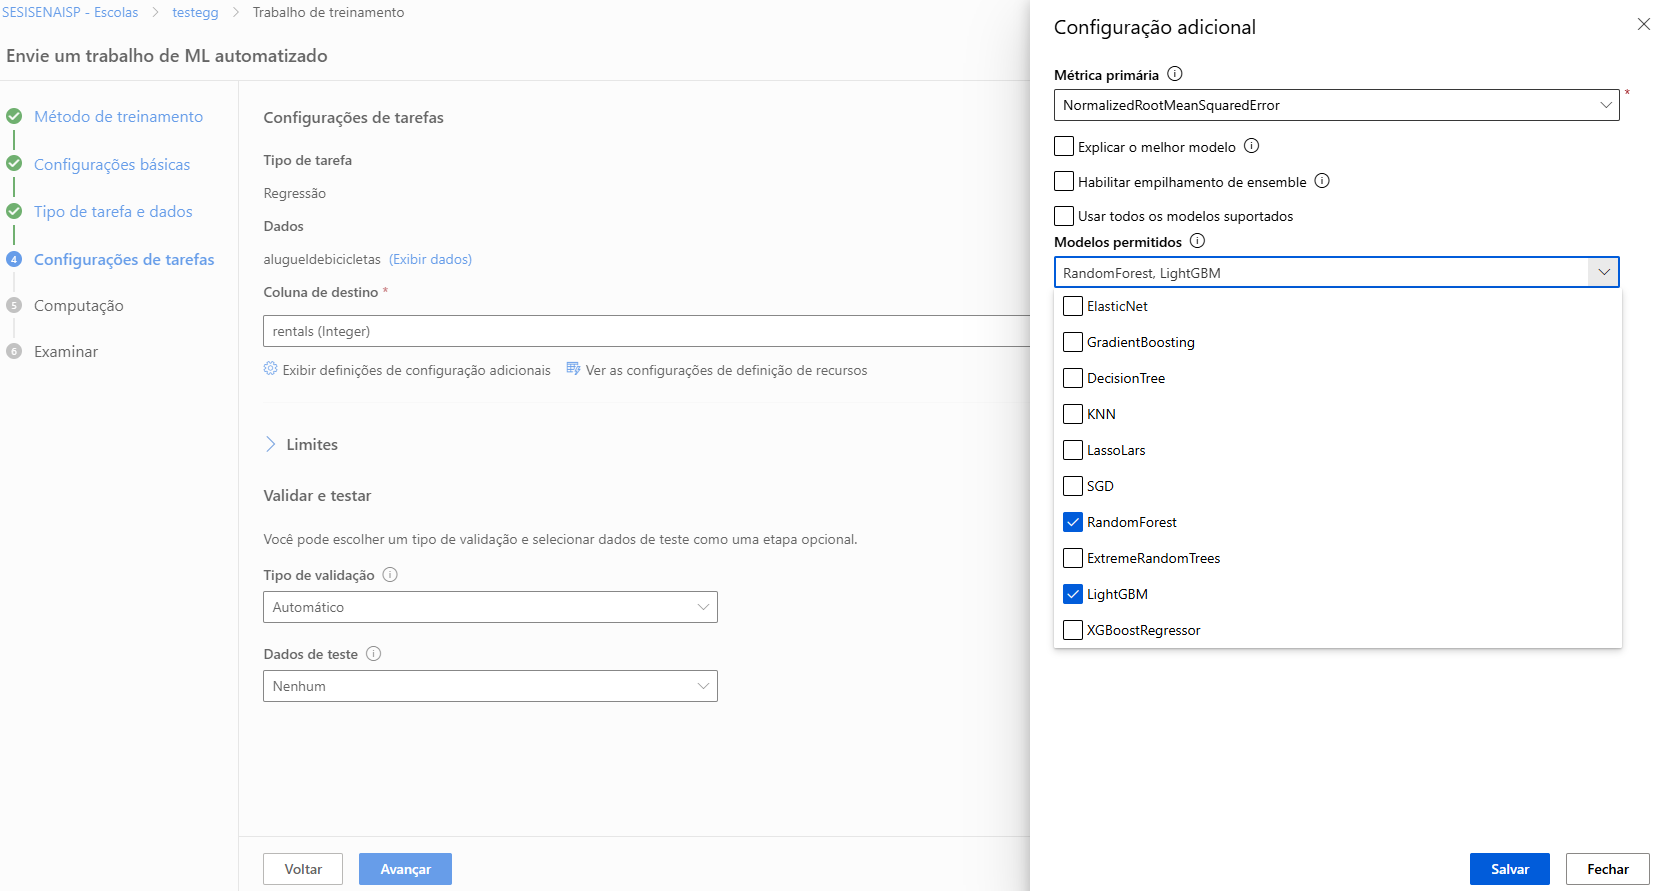 SESISENAISP - Escolas > testegg > Trabalho de treinamento
Envie um trabalho de ML automatizado
Método de treinamento
Configurações básicas
Tipo de tarefa e dados
4 Configurações de tarefas
5 Computação
6 Examinar
Configurações de tarefas
Tipo de tarefa
Regressão
Dados
alugueldebicicletas (Exibir dados)
Coluna de destino *
rentals (Integer)
Exibir definições de configuração adicionais Ver as configurações de definição de recursos
Limites
Validar e testar
Você pode escolher um tipo de validação e selecionar dados de teste como uma etapa opcional.
Tipo de validação
Automático
Dados de teste
Nenhum
Voltar Avançar
Configuração adicional
Métrica primária
NormalizedRootMeanSquaredError *
Explicar o melhor modelo
Habilitar empilhamento de ensemble
Usar todos os modelos suportados
Modelos permitidos
RandomForest, LightGBM
ElasticNet
GradientBoosting
DecisionTree
KNN
LassoLars
SGD
RandomForest
ExtremeRandomTrees
LightGBM
XGBoostRegressor
Salvar Fechar